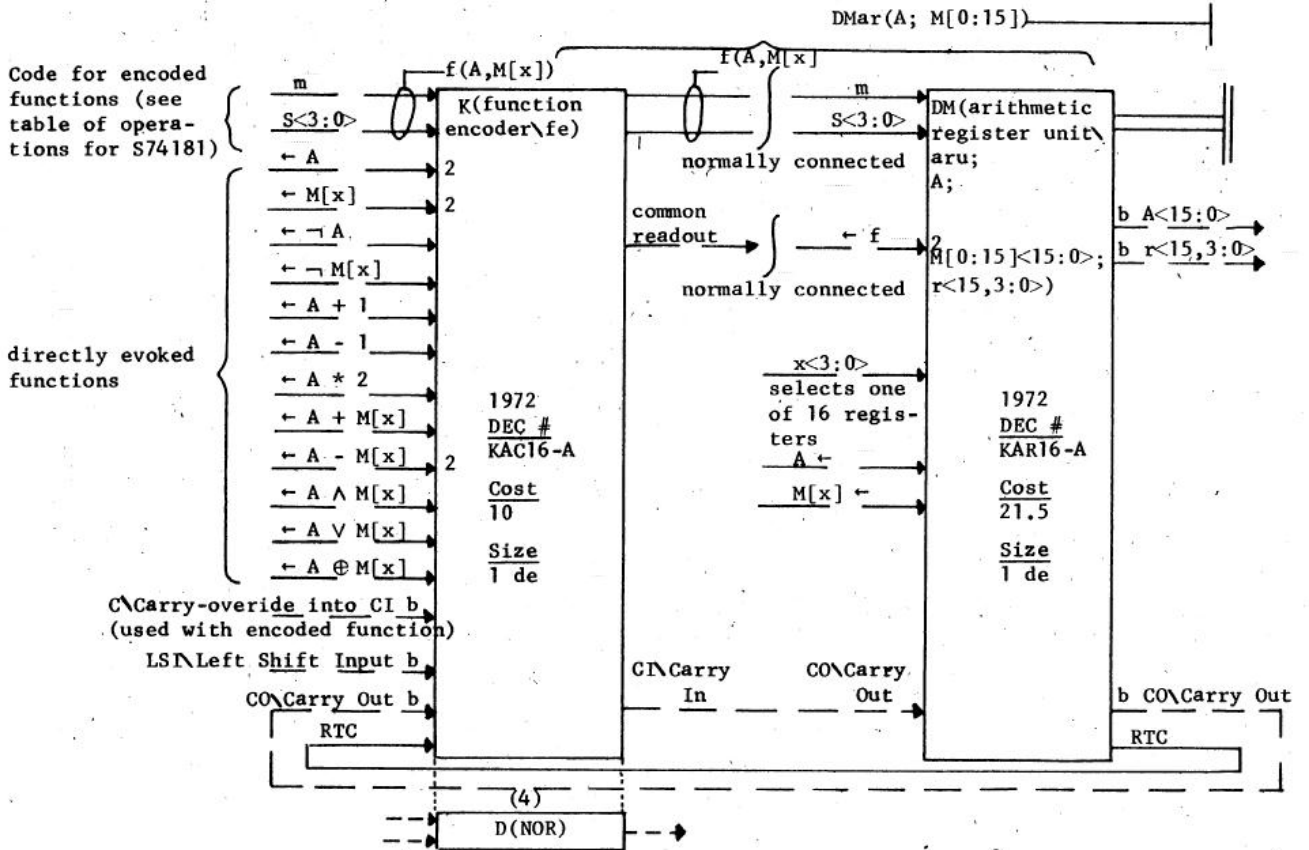 DMar(A; M[0:15])
Code for encoded
functions (see
table of opera-
tions for S74181)
m
S<3:0>
f(A,M[x])
K(function
encoder\fe)
f(A,M[x]
m
S<3:0>
normally connected
DM(arithmetic
register unit\
aru;
A;
M[0:15]<15:0>;
r<15,3:0>)
directly evoked
functions
← A
2
← M[x]
2
← ¬ A
← ¬ M[x]
← A + 1
← A - 1
← A * 2
← A + M[x]
← A - M[x]
2
← A ∧ M[x]
← A ∨ M[x]
← A ⊕ M[x]
common
readout
← f
2
normally connected
b A<15:0>
b r<15,3:0>
x<3:0>
selects one
of 16 regis-
ters
A ←
M[x] ←
1972
DEC #
KAC16-A
Cost
10
Size
1 de
1972
DEC #
KAR16-A
Cost
21.5
Size
1 de
C\Carry-overide into CI b
(used with encoded function)
LSI\Left Shift Input b
CO\Carry Out b
RTC
CI\Carry
In
CO\Carry
Out
b CO\Carry Out
RTC
(4)
D(NOR)